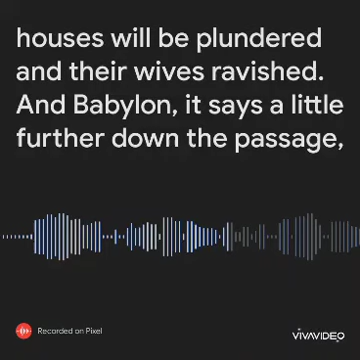 houses will be plundered
and their wives ravished.
And Babylon, it says a little
further down the passage,
Recorded on Pixel
VIVAVIDEO